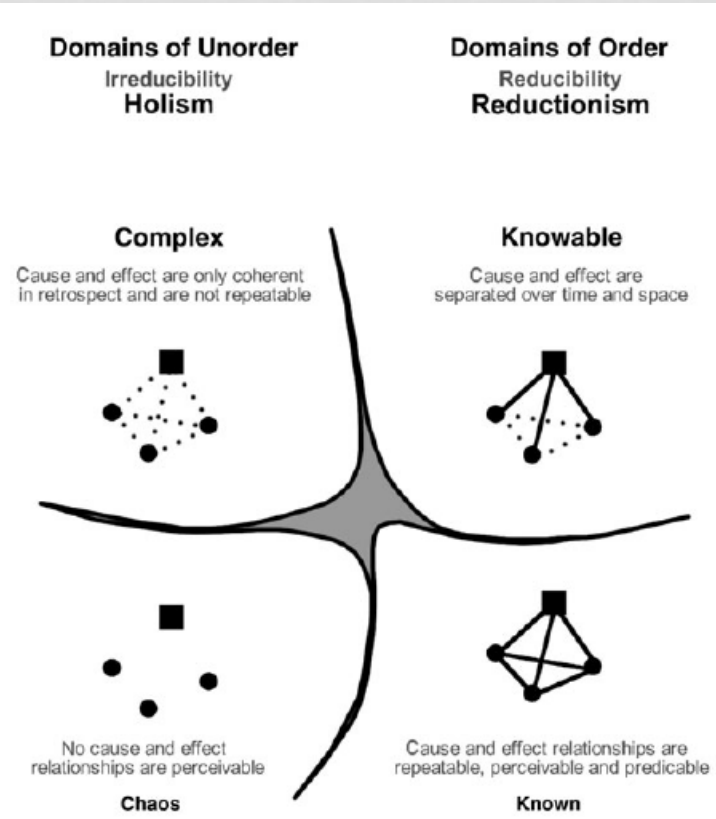 Domains of Unorder
Irreducibility
Holism
Domains of Order
Reducibility
Reductionism
Complex
Cause and effect are only coherent
in retrospect and are not repeatable
Knowable
Cause and effect are
separated over time and space
No cause and effect
relationships are perceivable
Chaos
Cause and effect relationships are
repeatable, perceivable and predicable
Known